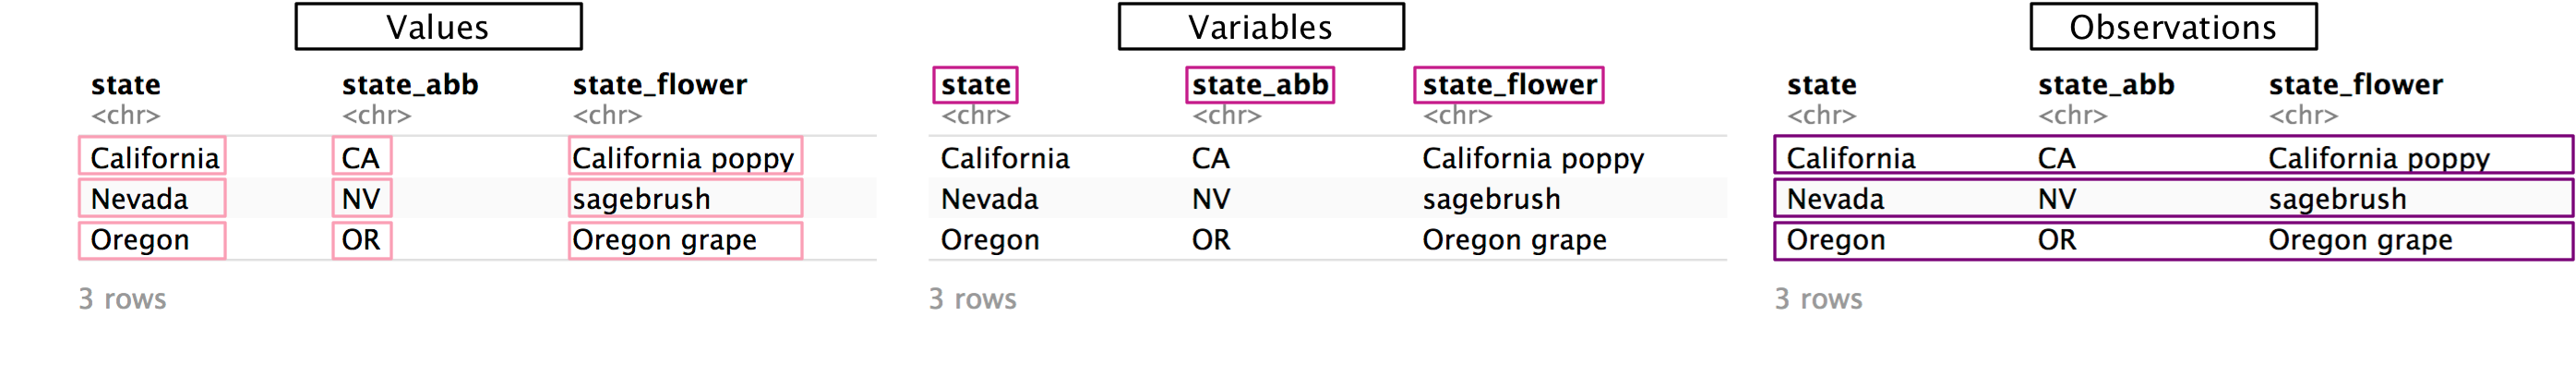 Values
state state_abb state_flower
<chr> <chr> <chr>
California CA California poppy
Nevada NV sagebrush
Oregon OR Oregon grape
3 rows
Variables
state state_abb state_flower
<chr> <chr> <chr>
California CA California poppy
Nevada NV sagebrush
Oregon OR Oregon grape
3 rows
Observations
state state_abb state_flower
<chr> <chr> <chr>
California CA California poppy
Nevada NV sagebrush
Oregon OR Oregon grape
3 rows